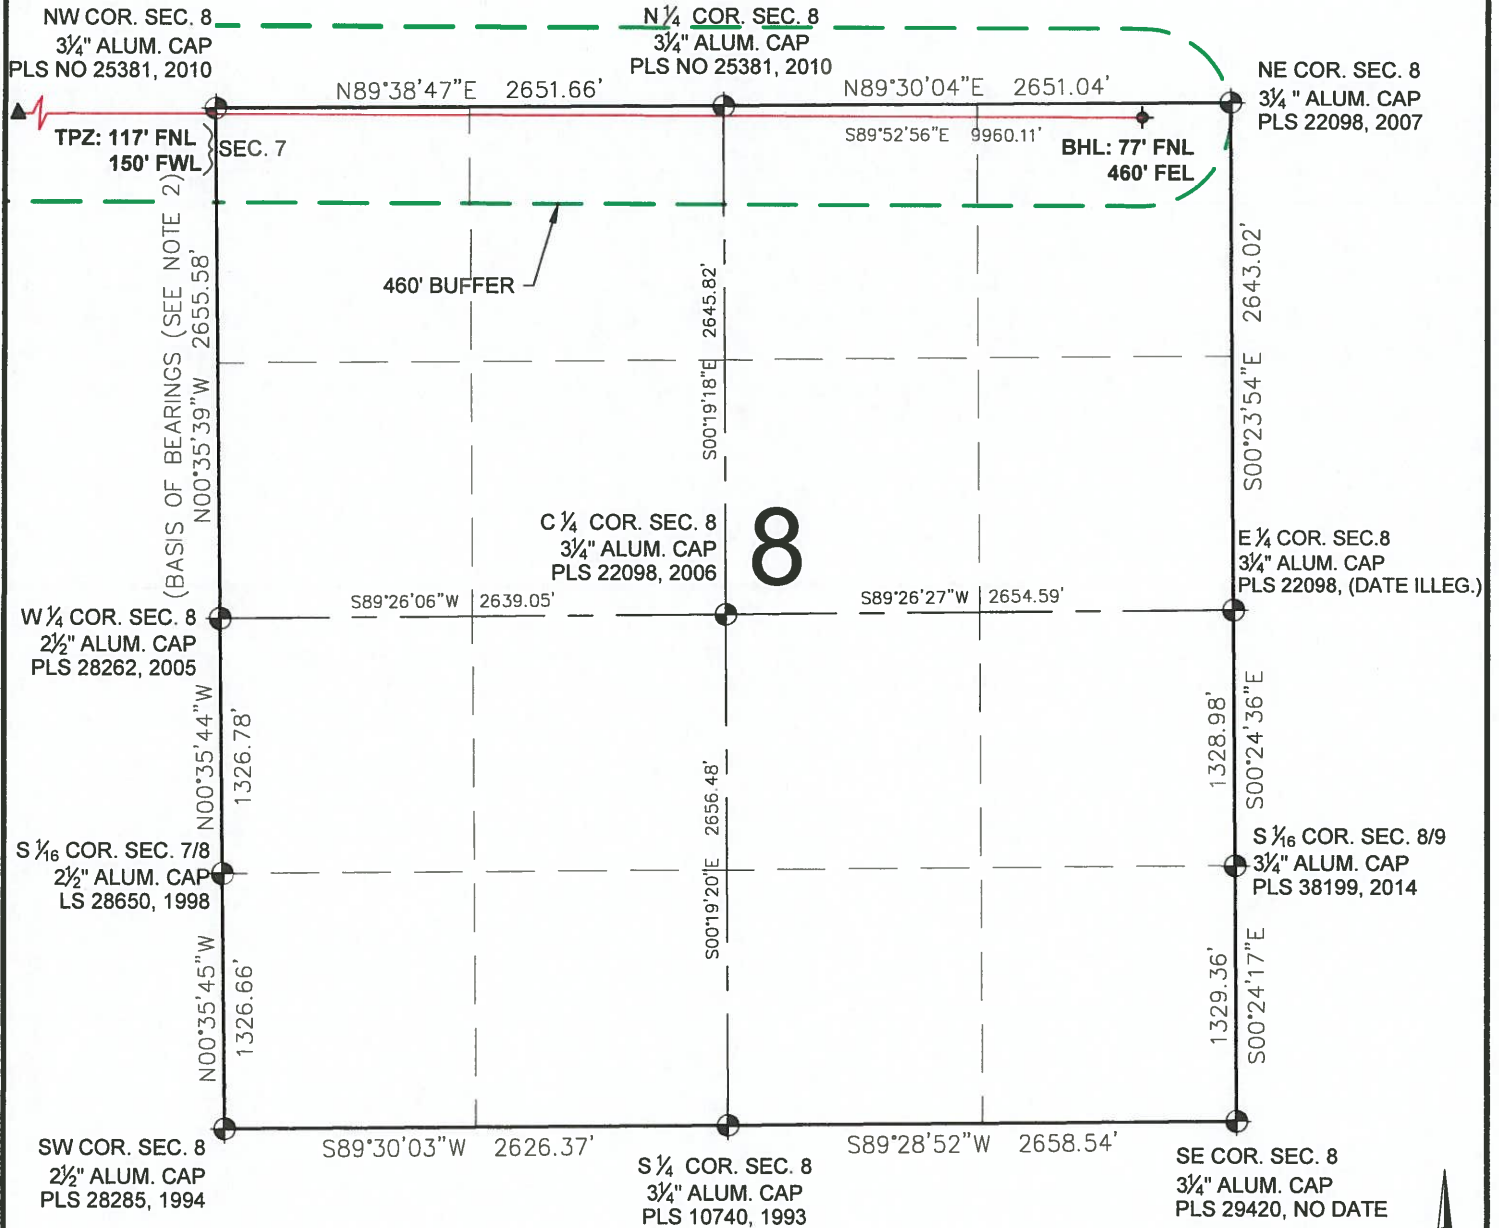 NW COR. SEC. 8
3¼" ALUM. CAP
PLS NO 25381, 2010
N ¼ COR. SEC. 8
3¼" ALUM. CAP
PLS NO 25381, 2010
NE COR. SEC. 8
3¼ " ALUM. CAP
PLS 22098, 2007
N89°38'47"E 2651.66'
N89°30'04"E 2651.04'
S89°52'56"E 9960.11'
TPZ: 117' FNL
150' FWL
SEC. 7
BHL: 77' FNL
460' FEL
460' BUFFER
(BASIS OF BEARINGS (SEE NOTE 2)
N00°35'39"W 2655.58'
S00°19'18"E 2645.82'
S00°23'54"E 2643.02'
C ¼ COR. SEC. 8
3¼" ALUM. CAP
PLS 22098, 2006
8
E ¼ COR. SEC.8
3¼" ALUM. CAP
PLS 22098, (DATE ILLEG.)
S89°26'06"W 2639.05'
S89°26'27"W 2654.59'
W ¼ COR. SEC. 8
2½" ALUM. CAP
PLS 28262, 2005
N00°35'44"W
1326.78'
S00°19'20"E 2656.48'
1328.98'
S00°24'36"E
S 1⁄16 COR. SEC. 7/8
2½" ALUM. CAP
LS 28650, 1998
S 1⁄16 COR. SEC. 8/9
3¼" ALUM. CAP
PLS 38199, 2014
N00°35'45"W
1326.66'
1329.36'
S00°24'17"E
SW COR. SEC. 8
2½" ALUM. CAP
PLS 28285, 1994
S89°30'03"W 2626.37'
S ¼ COR. SEC. 8
3¼" ALUM. CAP
PLS 10740, 1993
S89°28'52"W 2658.54'
SE COR. SEC. 8
3¼" ALUM. CAP
PLS 29420, NO DATE